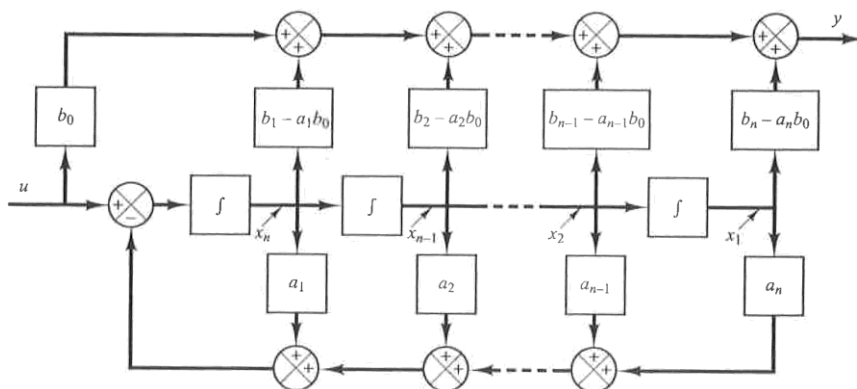 y
+ + + + + + + +
b₀ b₁ – a₁b₀ b₂ – a₂b₀ bₙ₋₁ – aₙ₋₁b₀ bₙ – aₙb₀
u + – ∫ ∫ ∫
xₙ xₙ₋₁ x₂ x₁
a₁ a₂ aₙ₋₁ aₙ
+ + + + + +